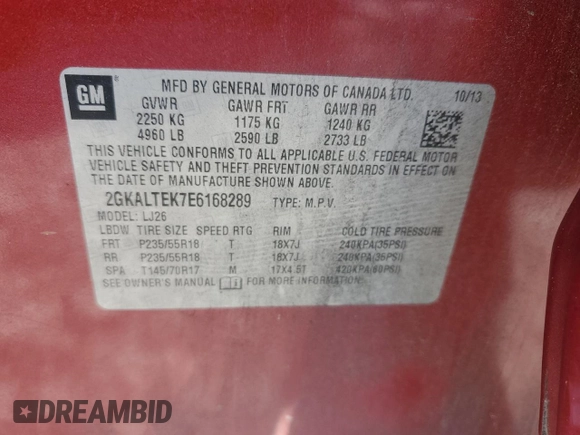 GM
MFD BY GENERAL MOTORS OF CANADA LTD. 10/13
GVWR GAWR FRT GAWR RR
2250 KG 1175 KG 1240 KG
4960 LB 2590 LB 2733 LB
THIS VEHICLE CONFORMS TO ALL APPLICABLE U.S. FEDERAL MOTOR
VEHICLE SAFETY AND THEFT PREVENTION STANDARDS IN EFFECT ON
THE DATE OF MANUFACTURE SHOWN ABOVE.
2GKALTEK7E6168289 TYPE: M.P.V.
MODEL: LJ26
LBDW TIRE SIZE SPEED RTG RIM COLD TIRE PRESSURE
FRT P235/55R18 T 18X7J 240KPA(35PSI)
RR P235/55R18 T 18X7J 240KPA(35PSI)
SPA T145/70R17 M 17X4.5T 420KPA(60PSI)
SEE OWNER'S MANUAL FOR MORE INFORMATION.
DREAMBID